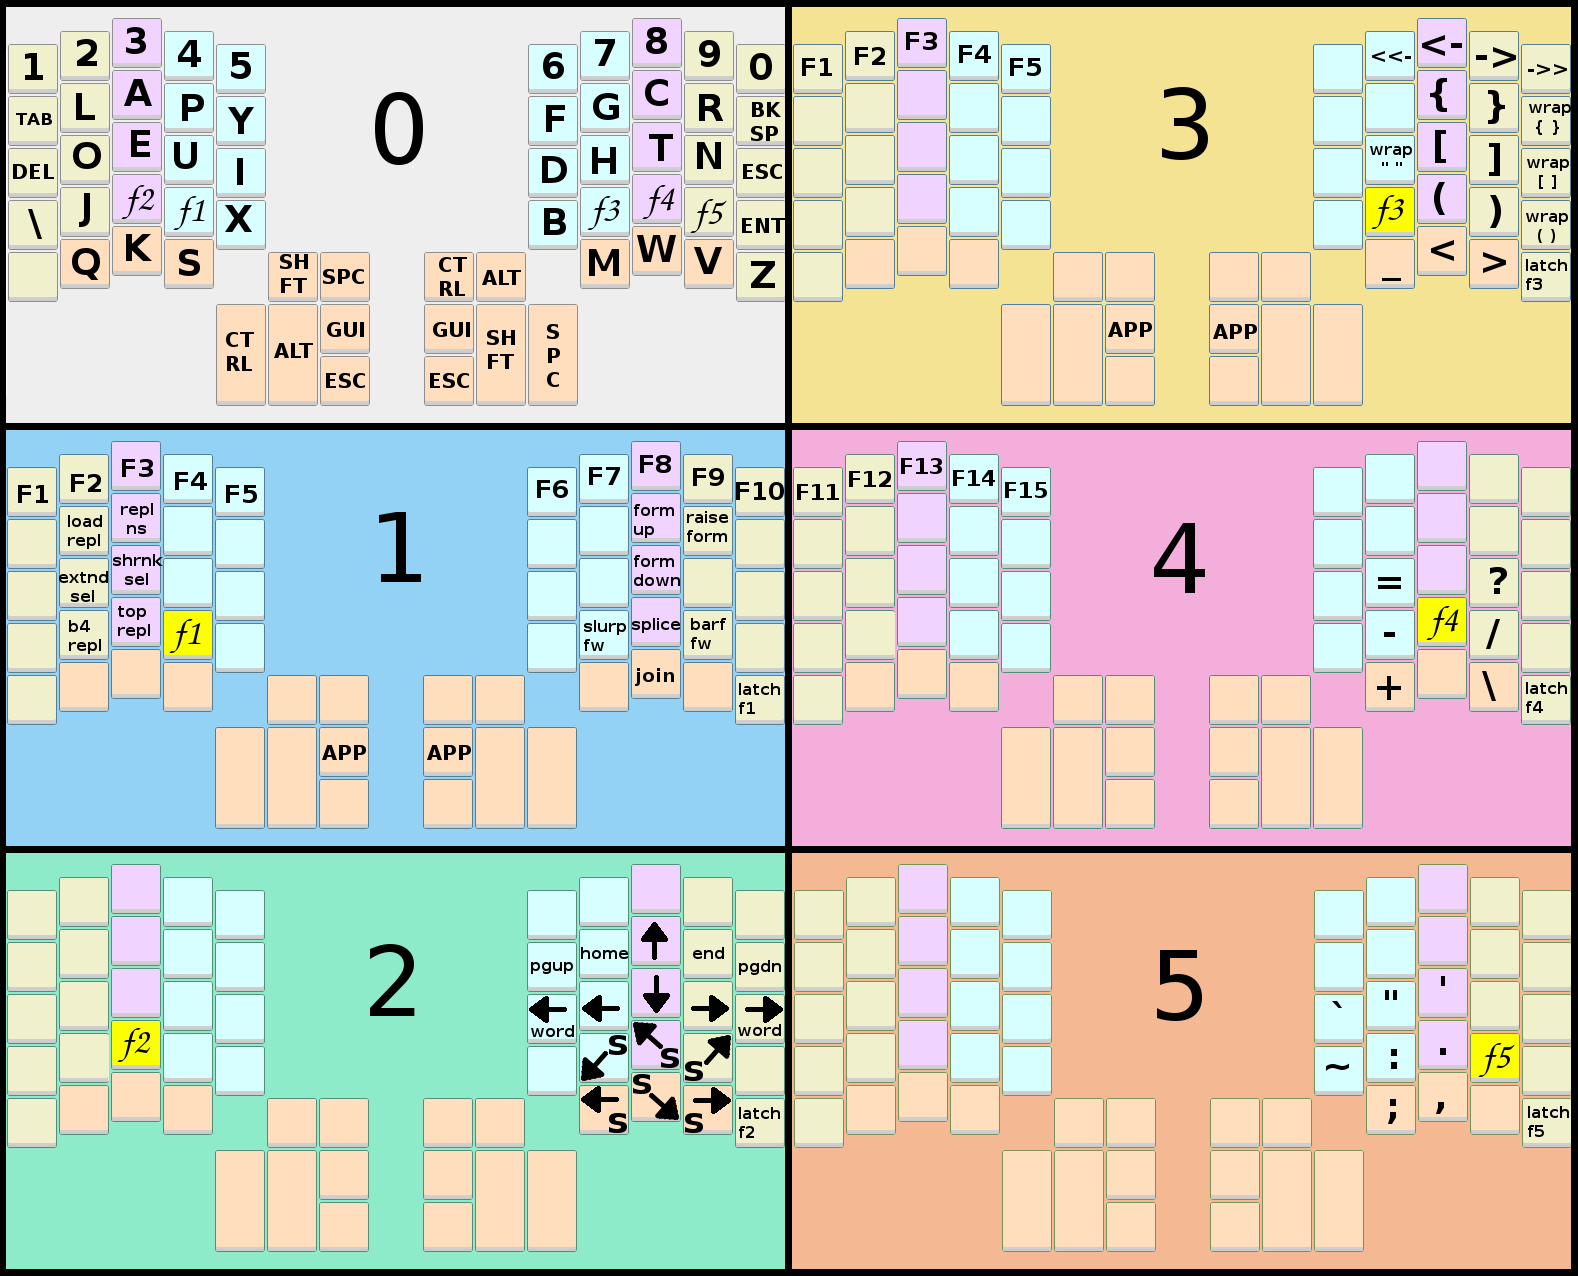 1 2 3 4 5
TAB L A P Y
DEL O E U I
\ J f2 f1 X
Q K S
0
6 7 8 9 0
F G C R BK
SP
D H T N ESC
B f3 f4 f5 ENT
M W V Z
SH
FT
SPC
CT
RL
ALT
GUI
ESC
CT
RL
ALT
GUI
SH
FT
S
P
C
ESC
F1 F2 F3 F4 F5
3
<<- <- -> ->>
{ } wrap
{ }
wrap
" "
[ ] wrap
[ ]
f3 ( ) wrap
( )
_ < > latch
f3
APP APP
F1 F2 F3 F4 F5
load
repl
repl
ns
extnd
sel
shrnk
sel
b4
repl
top
repl
f1
1
F6 F7 F8 F9 F10
form
up
raise
form
form
down
slurp
fw
splice
barf
fw
join
latch
f1
APP APP
F11 F12 F13 F14 F15
4
= ?
- f4 /
+ \ latch
f4
f2
2
pgup home end pgdn
word word
S S S
S S S
latch
f2
5
` " '
~ : . f5
; , latch
f5